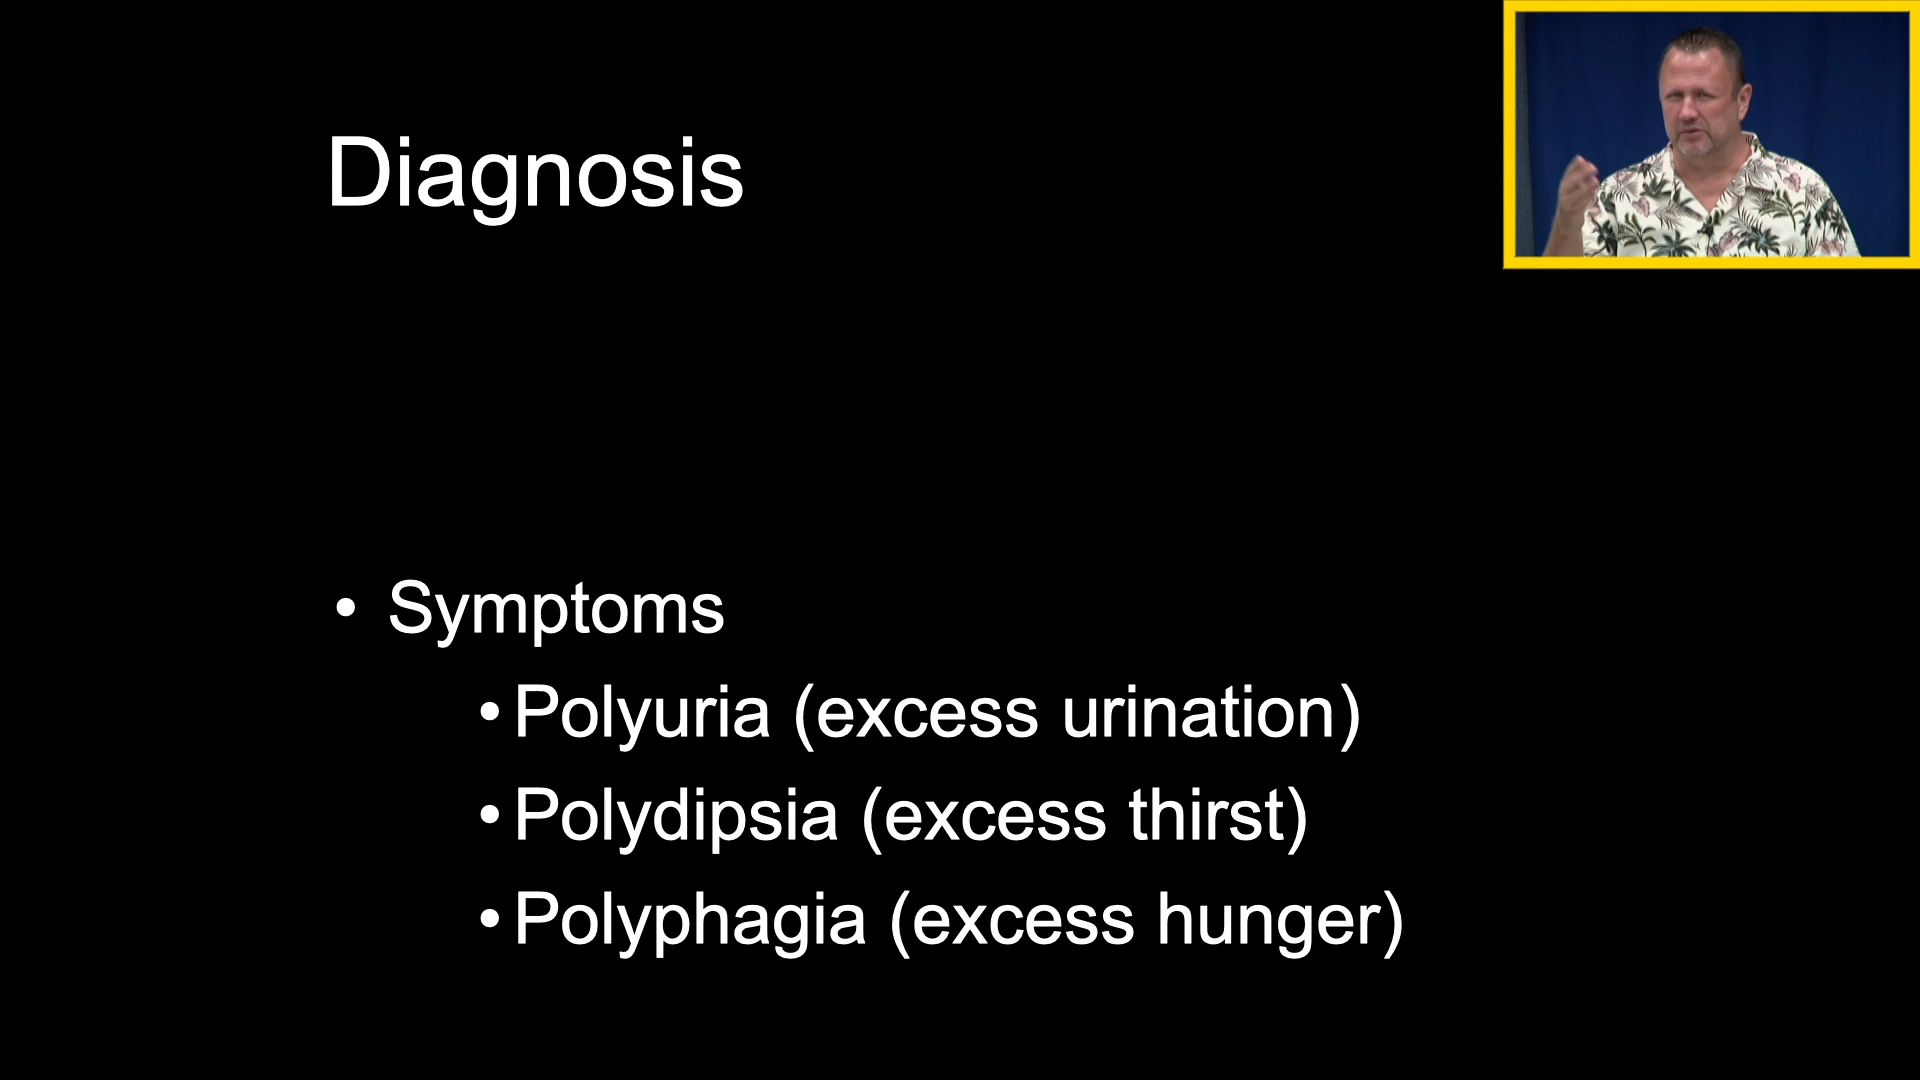 Diagnosis
• Symptoms
• Polyuria (excess urination)
• Polydipsia (excess thirst)
• Polyphagia (excess hunger)